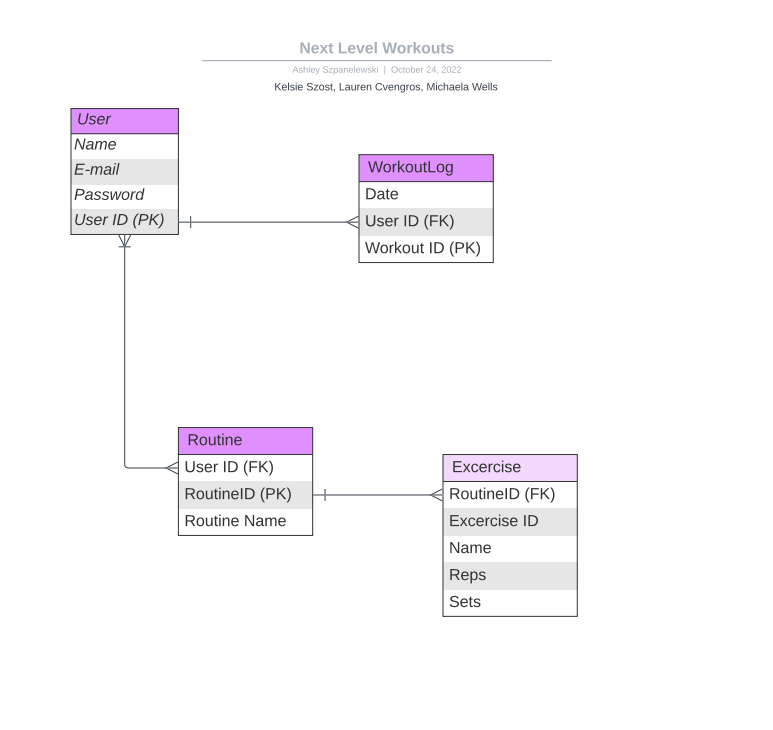 Next Level Workouts
Ashley Szpanelewski | October 24, 2022
Kelsie Szost, Lauren Cvengros, Michaela Wells
User
Name
E-mail
Password
User ID (PK)
WorkoutLog
Date
User ID (FK)
Workout ID (PK)
Routine
User ID (FK)
RoutineID (PK)
Routine Name
Excercise
RoutineID (FK)
Excercise ID
Name
Reps
Sets